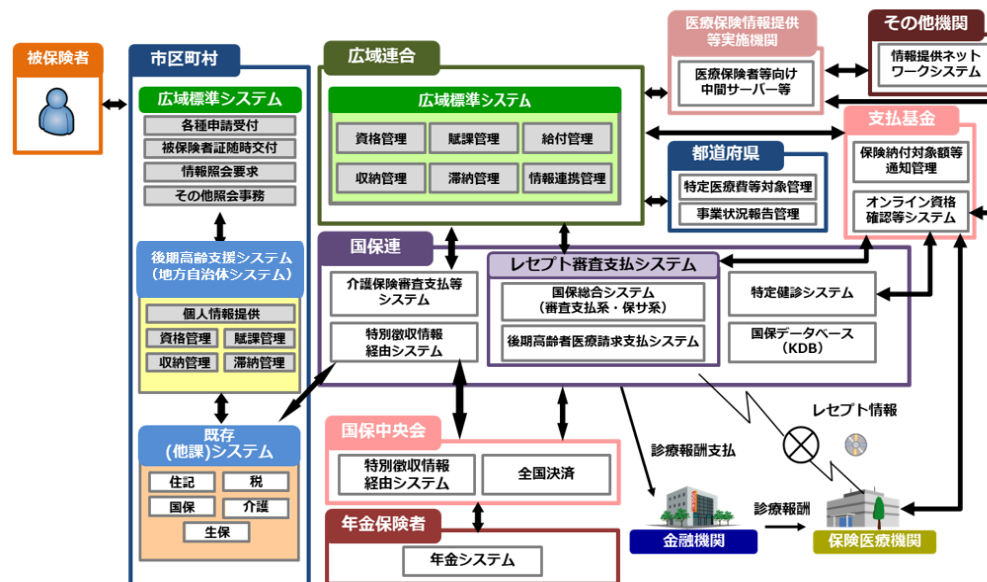 被保険者
市区町村
広域標準システム
各種申請受付
被保険者証随時交付
情報照会要求
その他照会事務
後期高齢支援システム
（地方自治体システム）
個人情報提供
資格管理
賦課管理
収納管理
滞納管理
既存
(他課)システム
住記
税
国保
介護
生保
広域連合
広域標準システム
資格管理
賦課管理
給付管理
収納管理
滞納管理
情報連携管理
医療保険情報提供
等実施機関
医療保険者等向け
中間サーバー等
その他機関
情報提供ネット
ワークシステム
支払基金
保険納付対象額等
通知管理
オンライン資格
確認等システム
都道府県
特定医療費等対象管理
事業状況報告管理
国保連
介護保険審査支払等
システム
特別徴収情報
経由システム
レセプト審査支払システム
国保総合システム
（審査支払系・保サ系）
後期高齢者医療請求支払システム
特定健診システム
国保データベース
（KDB）
国保中央会
特別徴収情報
経由システム
全国決済
年金保険者
年金システム
診療報酬支払
レセプト情報
金融機関
診療報酬
保険医療機関